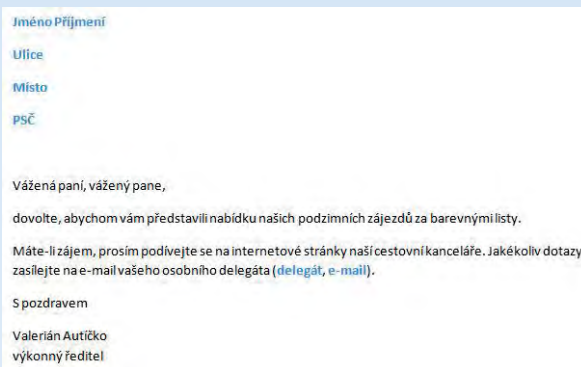 Jméno Příjmení
Ulice
Místo
PSČ
Vážená paní, vážený pane,
dovolte, abychom vám představili nabídku našich podzimních zájezdů za barevnými listy.
Máte-li zájem, prosím podívejte se na internetové stránky naší cestovní kanceláře. Jakékoliv dotazy
zasílejte na e-mail vašeho osobního delegáta (delegát, e-mail).
S pozdravem
Valerián Autíčko
výkonný ředitel